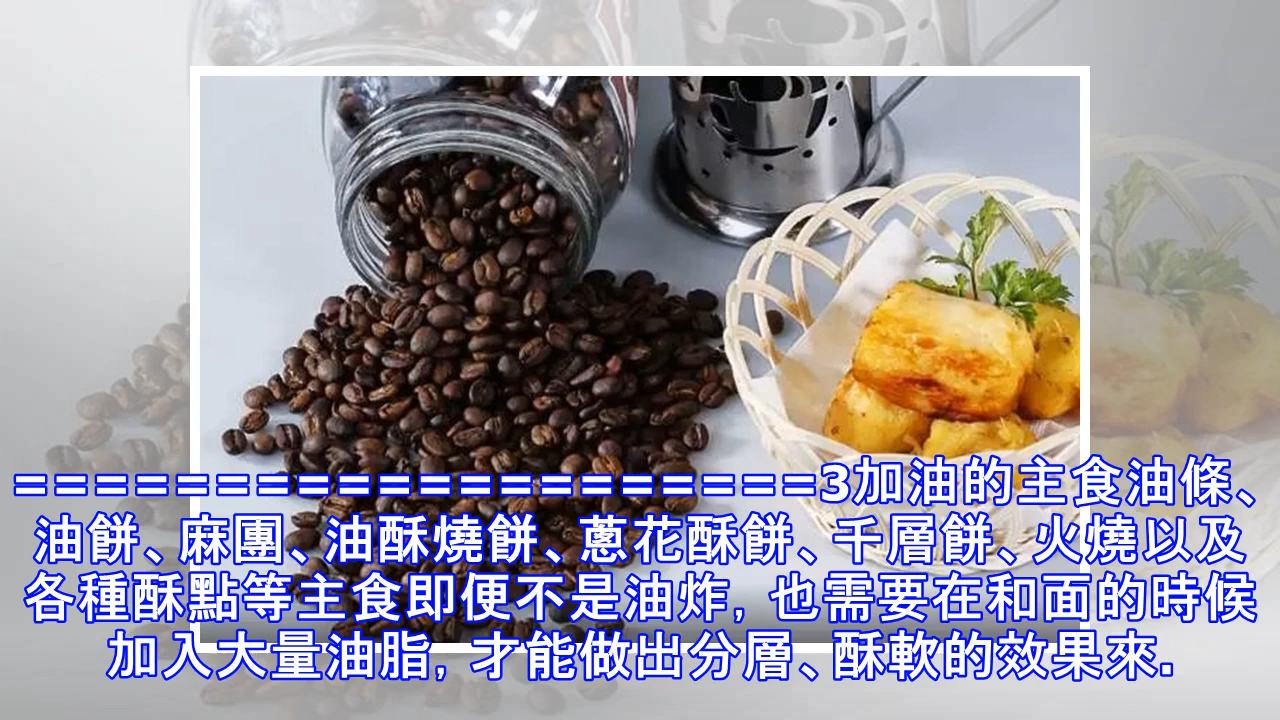 ====================3加油的主食油條、
油餅、麻團、油酥燒餅、蔥花酥餅、千層餅、火燒以及
各種酥點等主食即便不是油炸, 也需要在和面的時候
加入大量油脂, 才能做出分層、酥軟的效果來.